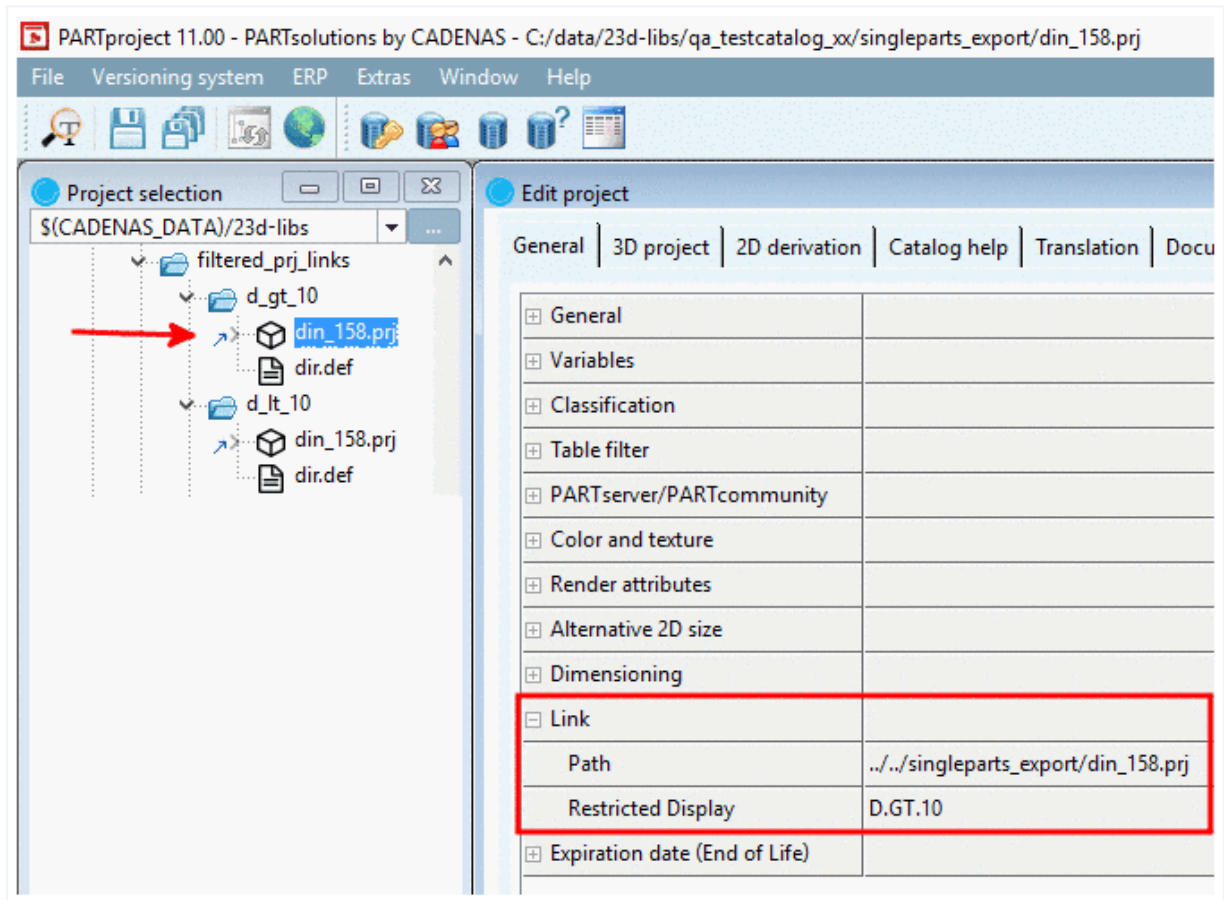 PARTproject 11.00 - PARTsolutions by CADENAS - C:/data/23d-libs/qa_testcatalog_xx/singleparts_export/din_158.prj
File Versioning system ERP Extras Window Help
Project selection
$(CADENAS_DATA)/23d-libs ...
filtered_prj_links
d_gt_10
din_158.prj
dir.def
d_lt_10
din_158.prj
dir.def
Edit project
General 3D project 2D derivation Catalog help Translation Docu
General
Variables
Classification
Table filter
PARTserver/PARTcommunity
Color and texture
Render attributes
Alternative 2D size
Dimensioning
Link
Path ../../singleparts_export/din_158.prj
Restricted Display D.GT.10
Expiration date (End of Life)